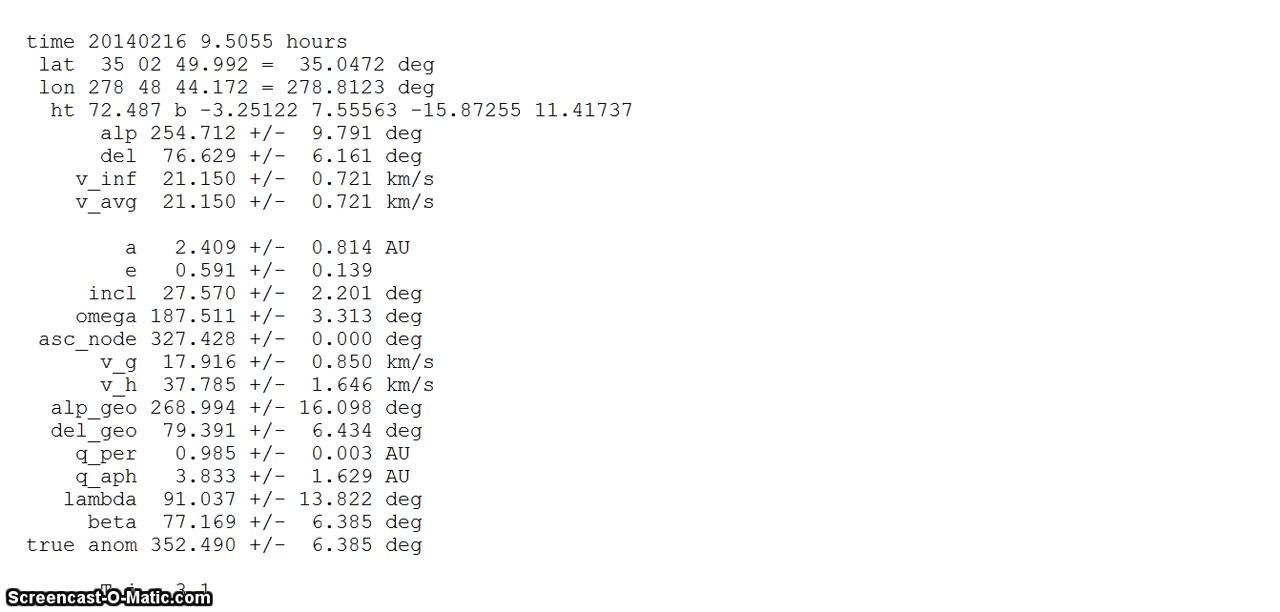 time 20140216 9.5055 hours
lat 35 02 49.992 = 35.0472 deg
lon 278 48 44.172 = 278.8123 deg
ht 72.487 b -3.25122 7.55563 -15.87255 11.41737
alp 254.712 +/- 9.791 deg
del 76.629 +/- 6.161 deg
v_inf 21.150 +/- 0.721 km/s
v_avg 21.150 +/- 0.721 km/s
a 2.409 +/- 0.814 AU
e 0.591 +/- 0.139
incl 27.570 +/- 2.201 deg
omega 187.511 +/- 3.313 deg
asc_node 327.428 +/- 0.000 deg
v_g 17.916 +/- 0.850 km/s
v_h 37.785 +/- 1.646 km/s
alp_geo 268.994 +/- 16.098 deg
del_geo 79.391 +/- 6.434 deg
q_per 0.985 +/- 0.003 AU
q_aph 3.833 +/- 1.629 AU
lambda 91.037 +/- 13.822 deg
beta 77.169 +/- 6.385 deg
true anom 352.490 +/- 6.385 deg
Screencast-O-Matic.com